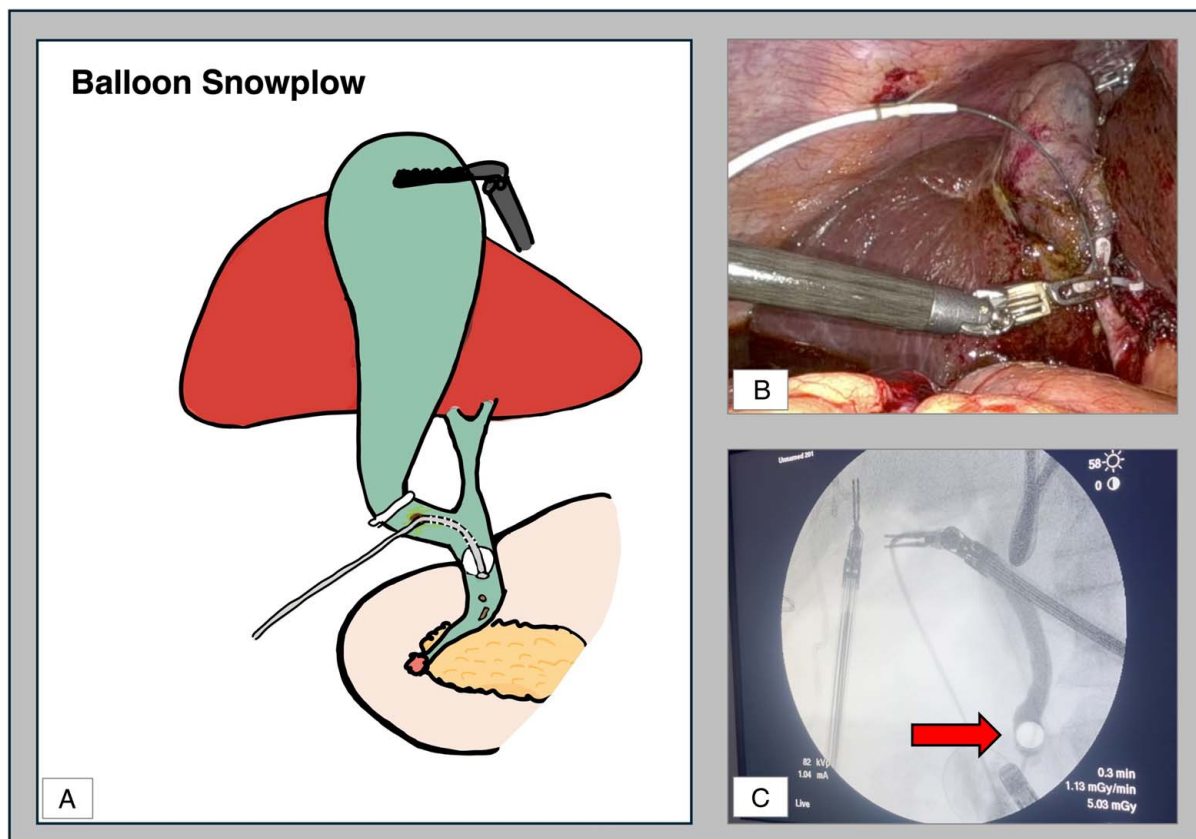 Balloon Snowplow
A
B
Unnamed 291
58-
0
82 kVp
1.04 mA
Live
0.3 min
1.13 mGy/min
5.03 mGy
C